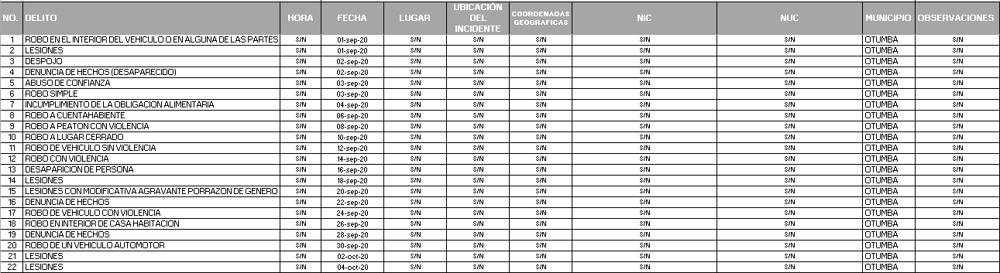 NO. DELITO HORA FECHA LUGAR UBICACIÓN DEL INCIDENTE COORDENADAS GEOGRAFICAS NIC NUC MUNICIPIO OBSERVACIONES
1 ROBO EN EL INTERIOR DEL VEHICULO O EN ALGUNA DE LAS PARTES S/N 01-sep-20 S/N S/N S/N S/N S/N OTUMBA S/N
2 LESIONES S/N 01-sep-20 S/N S/N S/N S/N S/N OTUMBA S/N
3 DESPOJO S/N 02-sep-20 S/N S/N S/N S/N S/N OTUMBA S/N
4 DENUNCIA DE HECHOS (DESAPARECIDO) S/N 02-sep-20 S/N S/N S/N S/N S/N OTUMBA S/N
5 ABUSO DE CONFIANZA S/N 03-sep-20 S/N S/N S/N S/N S/N OTUMBA S/N
6 ROBO SIMPLE S/N 03-sep-20 S/N S/N S/N S/N S/N OTUMBA S/N
7 INCUMPLIMIENTO DE LA OBLIGACION ALIMENTARIA S/N 04-sep-20 S/N S/N S/N S/N S/N OTUMBA S/N
8 ROBO A CUENTAHABIENTE S/N 06-sep-20 S/N S/N S/N S/N S/N OTUMBA S/N
9 ROBO A PEATON CON VIOLENCIA S/N 08-sep-20 S/N S/N S/N S/N S/N OTUMBA S/N
10 ROBO A LUGAR CERRADO S/N 10-sep-20 S/N S/N S/N S/N S/N OTUMBA S/N
11 ROBO DE VEHICULO SIN VIOLENCIA S/N 12-sep-20 S/N S/N S/N S/N S/N OTUMBA S/N
12 ROBO CON VIOLENCIA S/N 14-sep-20 S/N S/N S/N S/N S/N OTUMBA S/N
13 DESAPARICION DE PERSONA S/N 16-sep-20 S/N S/N S/N S/N S/N OTUMBA S/N
14 LESIONES S/N 18-sep-20 S/N S/N S/N S/N S/N OTUMBA S/N
15 LESIONES CON MODIFICATIVA AGRAVANTE PORRAZON DE GENERO S/N 20-sep-20 S/N S/N S/N S/N S/N OTUMBA S/N
16 DENUNCIA DE HECHOS S/N 22-sep-20 S/N S/N S/N S/N S/N OTUMBA S/N
17 ROBO DE VEHICULO CON VIOLENCIA S/N 24-sep-20 S/N S/N S/N S/N S/N OTUMBA S/N
18 ROBO EN INTERIOR DE CASA HABITACION S/N 26-sep-20 S/N S/N S/N S/N S/N OTUMBA S/N
19 DENUNCIA DE HECHOS S/N 28-sep-20 S/N S/N S/N S/N S/N OTUMBA S/N
20 ROBO DE UN VEHICULO AUTOMOTOR S/N 30-sep-20 S/N S/N S/N S/N S/N OTUMBA S/N
21 LESIONES S/N 02-oct-20 S/N S/N S/N S/N S/N OTUMBA S/N
22 LESIONES S/N 04-oct-20 S/N S/N S/N S/N S/N OTUMBA S/N